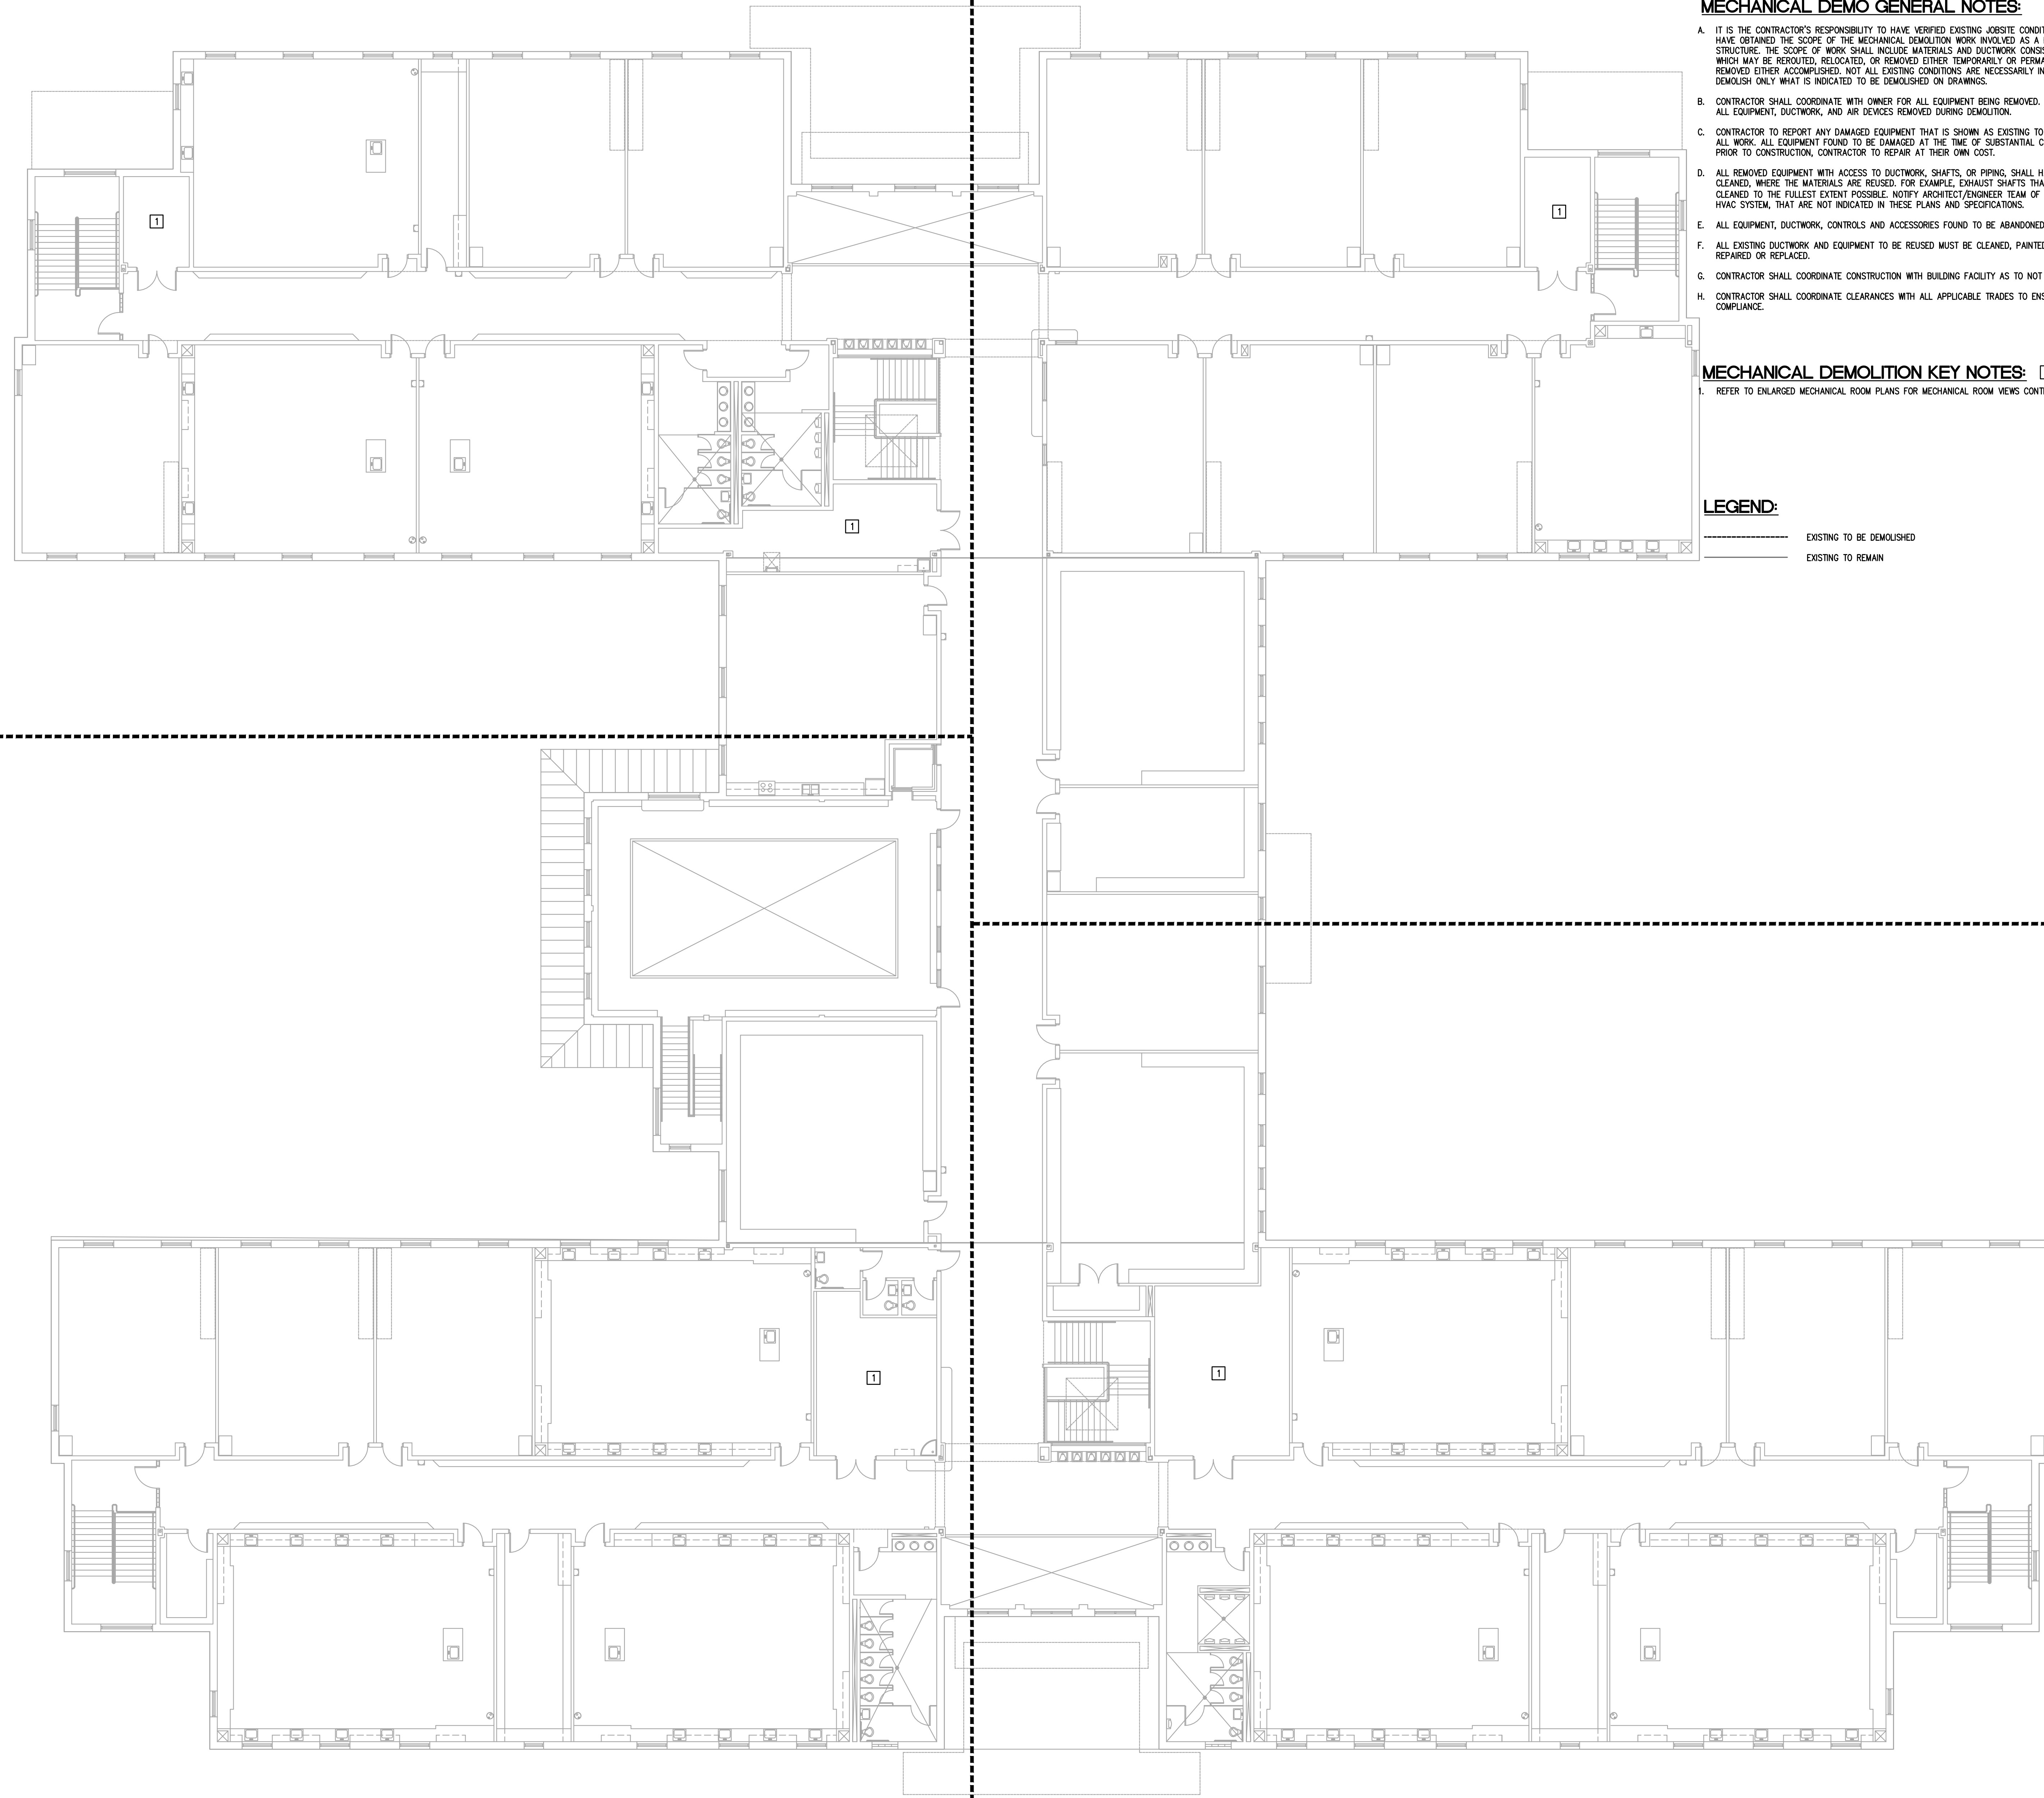 MECHANICAL DEMO GENERAL NOTES:
A. IT IS THE CONTRACTOR'S RESPONSIBILITY TO HAVE VERIFIED EXISTING JOBSITE
HAVE OBTAINED THE SCOPE OF THE MECHANICAL DEMOLITION WORK INVOLVED AS A
STRUCTURE. THE SCOPE OF WORK SHALL INCLUDE MATERIALS AND DUCTWORK
WHICH MAY BE REROUTED, RELOCATED, OR REMOVED EITHER TEMPORARILY OR
REMOVED EITHER ACCOMPLISHED. NOT ALL EXISTING CONDITIONS ARE NECESSARILY
DEMOLISH ONLY WHAT IS INDICATED TO BE DEMOLISHED ON DRAWINGS.
B. CONTRACTOR SHALL COORDINATE WITH OWNER FOR ALL EQUIPMENT BEING REMOVED.
ALL EQUIPMENT, DUCTWORK, AND AIR DEVICES REMOVED DURING DEMOLITION.
C. CONTRACTOR TO REPORT ANY DAMAGED EQUIPMENT THAT IS SHOWN AS EXISTING TO
ALL WORK. ALL EQUIPMENT FOUND TO BE DAMAGED AT THE TIME OF SUBSTANTIAL
PRIOR TO CONSTRUCTION, CONTRACTOR TO REPAIR AT THEIR OWN COST.
D. ALL REMOVED EQUIPMENT WITH ACCESS TO DUCTWORK, SHAFTS, OR PIPING, SHALL
CLEANED, WHERE THE MATERIALS ARE REUSED. FOR EXAMPLE, EXHAUST SHAFTS
CLEANED TO THE FULLEST EXTENT POSSIBLE. NOTIFY ARCHITECT/ENGINEER TEAM OF
HVAC SYSTEM, THAT ARE NOT INDICATED IN THESE PLANS AND SPECIFICATIONS.
E. ALL EQUIPMENT, DUCTWORK, CONTROLS AND ACCESSORIES FOUND TO BE ABANDONED
F. ALL EXISTING DUCTWORK AND EQUIPMENT TO BE REUSED MUST BE CLEANED,
REPAIRED OR REPLACED.
G. CONTRACTOR SHALL COORDINATE CONSTRUCTION WITH BUILDING FACILITY AS TO NOT
H. CONTRACTOR SHALL COORDINATE CLEARANCES WITH ALL APPLICABLE TRADES TO
COMPLIANCE.
MECHANICAL DEMOLITION KEY NOTES:
1. REFER TO ENLARGED MECHANICAL ROOM PLANS FOR MECHANICAL ROOM VIEWS
LEGEND:
EXISTING TO BE DEMOLISHED
EXISTING TO REMAIN
1
1
1
1
1